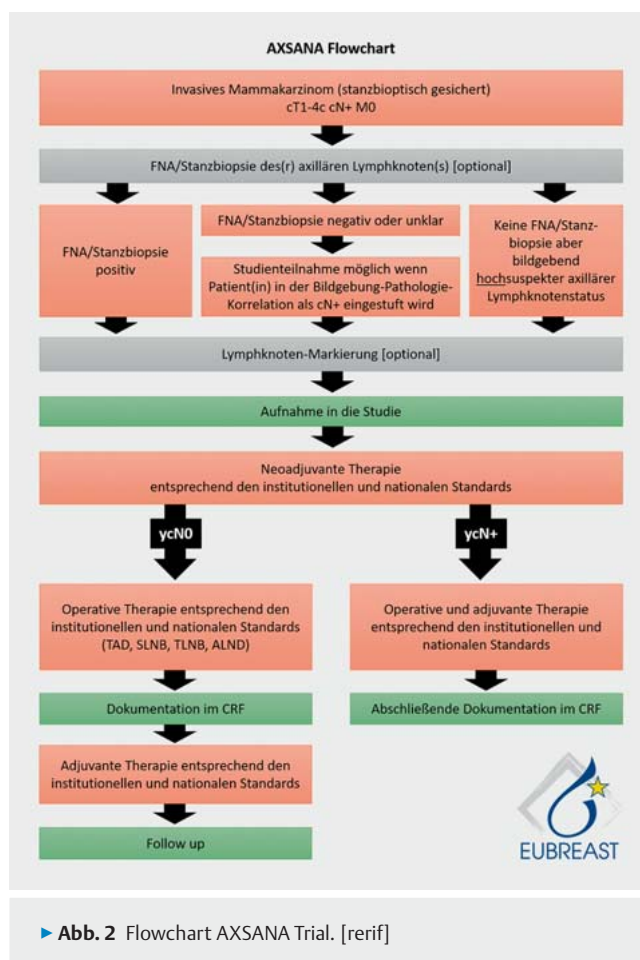 AXSANA Flowchart
Invasives Mammakarzinom (stanzbioptisch gesichert)
cT1-4c cN+ M0
FNA/Stanzbiopsie des(r) axillären Lymphknoten(s) [optional]
FNA/Stanzbiopsie
positiv
FNA/Stanzbiopsie negativ oder unklar
Studienteilnahme möglich wenn
Patient(in) in der Bildgebung-Pathologie-
Korrelation als cN+ eingestuft wird
Keine FNA/Stanz-
biopsie aber
bildgebend
hochsuspekter axillärer
Lymphknotenstatus
Lymphknoten-Markierung [optional]
Aufnahme in die Studie
Neoadjuvante Therapie
entsprechend den institutionellen und nationalen Standards
ycN0
ycN+
Operative Therapie entsprechend den
institutionellen und nationalen Standards
(TAD, SLNB, TLNB, ALND)
Operative und adjuvante Therapie
entsprechend den institutionellen und
nationalen Standards
Dokumentation im CRF
Abschließende Dokumentation im CRF
Adjuvante Therapie entsprechend den
institutionellen und nationalen Standards
Follow up
EUBREAST
▶ Abb. 2 Flowchart AXSANA Trial. [rerif]